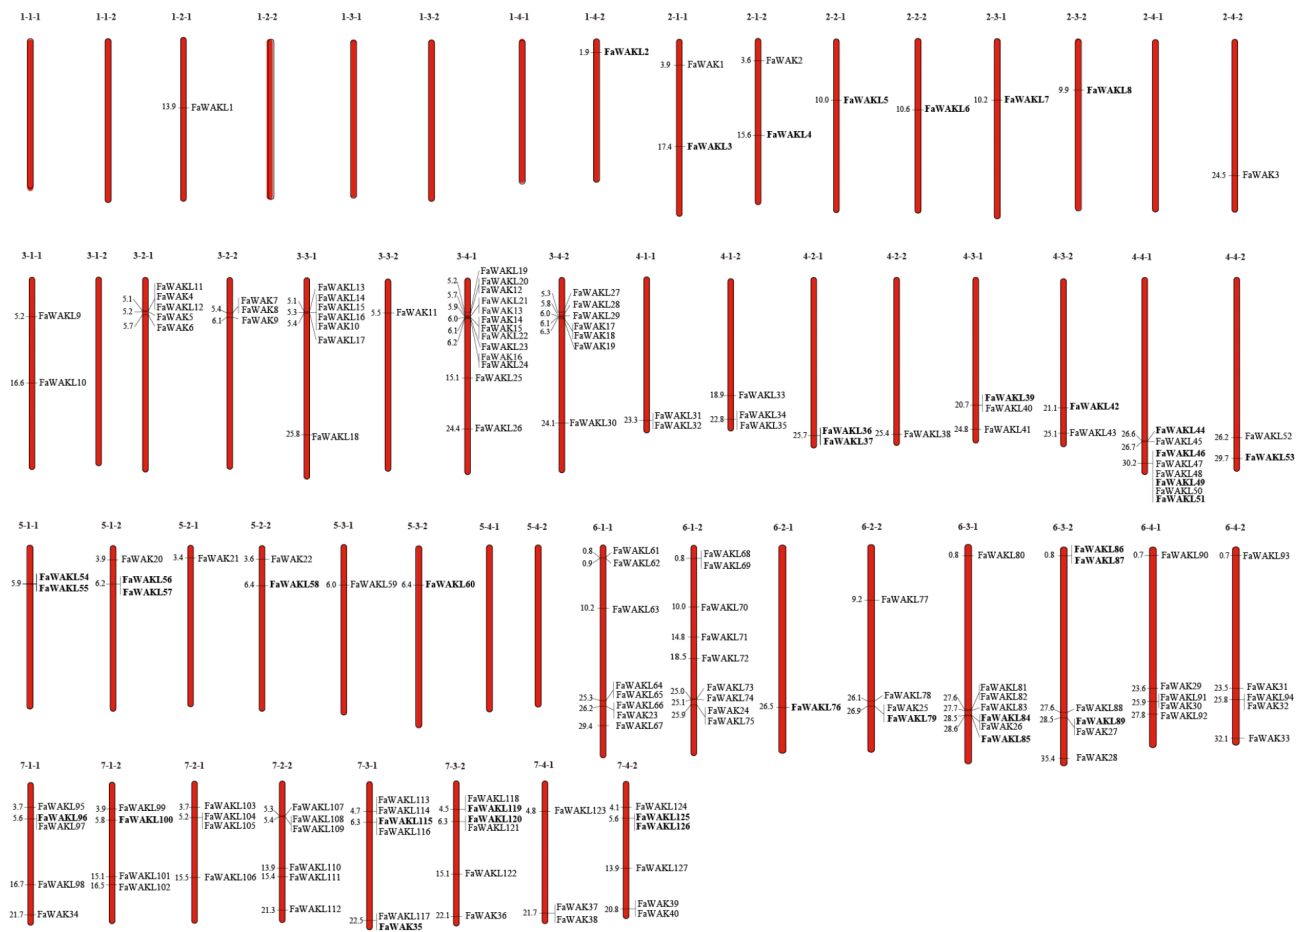 1-1-1 1-1-2 1-2-1 1-2-2 1-3-1 1-3-2 1-4-1 1-4-2 2-1-1 2-1-2 2-2-1 2-2-2 2-3-1 2-3-2 2-4-1 2-4-2
13.9 FaWAKL1
1.9 FaWAKL2
3.9 FaWAK1
17.4 FaWAKL3
3.6 FaWAK2
15.6 FaWAKL4
10.0 FaWAKL5
10.6 FaWAKL6
10.2 FaWAKL7
9.9 FaWAKL8
24.5 FaWAK3
3-1-1 3-1-2 3-2-1 3-2-2 3-3-1 3-3-2 3-4-1 3-4-2 4-1-1 4-1-2 4-2-1 4-2-2 4-3-1 4-3-2 4-4-1 4-4-2
5.2 FaWAKL9
16.6 FaWAKL10
5.1
5.2
5.7
FaWAKL11
FaWAK4
FaWAKL12
FaWAK5
FaWAK6
5.4
6.1
FaWAK7
FaWAK8
FaWAK9
5.1
5.3
5.4
FaWAKL13
FaWAKL14
FaWAKL15
FaWAKL16
FaWAK10
FaWAKL17
25.8 FaWAKL18
5.5 FaWAK11
5.2
5.7
5.9
6.0
6.1
6.2
FaWAKL19
FaWAKL20
FaWAK12
FaWAKL21
FaWAK13
FaWAK14
FaWAK15
FaWAKL22
FaWAKL23
FaWAK16
FaWAKL24
15.1 FaWAKL25
24.4 FaWAKL26
5.3
5.8
6.0
6.1
6.3
FaWAKL27
FaWAKL28
FaWAKL29
FaWAK17
FaWAK18
FaWAK19
24.1 FaWAKL30
23.3 FaWAKL31
FaWAKL32
18.9 FaWAKL33
22.8 FaWAKL34
FaWAKL35
25.7 FaWAKL36
FaWAKL37
25.4 FaWAKL38
20.7 FaWAKL39
FaWAKL40
24.8 FaWAKL41
21.1 FaWAKL42
25.1 FaWAKL43
26.6
26.7
30.2
FaWAKL44
FaWAKL45
FaWAKL46
FaWAKL47
FaWAKL48
FaWAKL49
FaWAKL50
FaWAKL51
26.2 FaWAKL52
29.7 FaWAKL53
5-1-1 5-1-2 5-2-1 5-2-2 5-3-1 5-3-2 5-4-1 5-4-2 6-1-1 6-1-2 6-2-1 6-2-2 6-3-1 6-3-2 6-4-1 6-4-2
5.9 FaWAKL54
FaWAKL55
3.9 FaWAK20
6.2 FaWAKL56
FaWAKL57
3.4 FaWAK21
3.6 FaWAK22
6.4 FaWAKL58
6.0 FaWAKL59
6.4 FaWAKL60
0.8 FaWAKL61
0.9 FaWAKL62
10.2 FaWAKL63
25.3
26.2
29.4
FaWAKL64
FaWAKL65
FaWAKL66
FaWAK23
FaWAKL67
0.8 FaWAKL68
FaWAKL69
10.0 FaWAKL70
14.8 FaWAKL71
18.5 FaWAKL72
25.0
25.1
25.9
FaWAKL73
FaWAKL74
FaWAK24
FaWAKL75
26.5 FaWAKL76
9.2 FaWAKL77
26.1
26.9
FaWAKL78
FaWAK25
FaWAKL79
0.8 FaWAKL80
27.6
27.7
28.5
28.6
FaWAKL81
FaWAKL82
FaWAKL83
FaWAKL84
FaWAK26
FaWAKL85
0.8 FaWAKL86
FaWAKL87
27.6
28.5
FaWAKL88
FaWAKL89
FaWAK27
35.4 FaWAK28
0.7 FaWAKL90
23.6
25.9
27.8
FaWAK29
FaWAKL91
FaWAK30
FaWAKL92
0.7 FaWAKL93
23.5
25.8
FaWAK31
FaWAKL94
FaWAK32
32.1 FaWAK33
7-1-1 7-1-2 7-2-1 7-2-2 7-3-1 7-3-2 7-4-1 7-4-2
3.7 FaWAKL95
5.6 FaWAKL96
FaWAKL97
16.7 FaWAKL98
21.7 FaWAK34
3.9 FaWAKL99
5.8 FaWAKL100
15.1 FaWAKL101
16.5 FaWAKL102
3.7 FaWAKL103
5.2 FaWAKL104
FaWAKL105
15.5 FaWAKL106
5.3
5.4
FaWAKL107
FaWAKL108
FaWAKL109
13.9 FaWAKL110
15.4 FaWAKL111
21.3 FaWAKL112
4.7
6.3
FaWAKL113
FaWAKL114
FaWAKL115
FaWAKL116
22.5 FaWAKL117
FaWAK35
4.5
6.3
FaWAKL118
FaWAKL119
FaWAKL120
FaWAKL121
15.1 FaWAKL122
22.1 FaWAK36
4.8 FaWAKL123
21.7 FaWAK37
FaWAK38
4.1 FaWAKL124
5.6 FaWAKL125
FaWAKL126
13.9 FaWAKL127
20.8 FaWAK39
FaWAK40